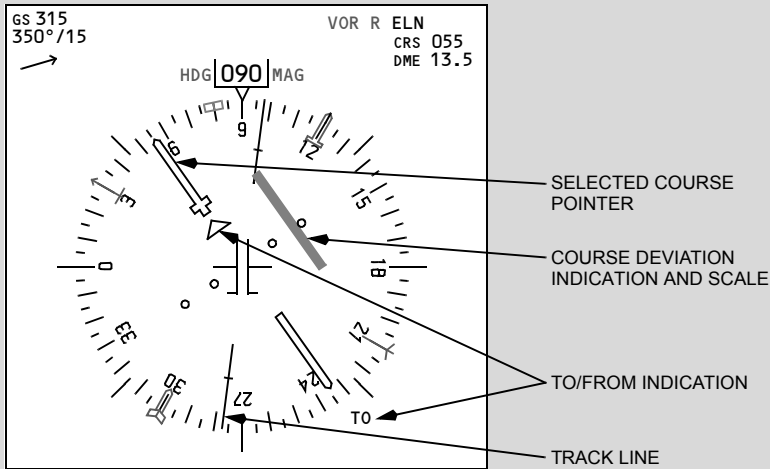 GS 315
350°/15
VOR R ELN
CRS 055
DME 13.5
HDG 090 MAG
9
12
15
18
21
24
27
30
33
0
3
6
TO
SELECTED COURSE
POINTER
COURSE DEVIATION
INDICATION AND SCALE
TO/FROM INDICATION
TRACK LINE